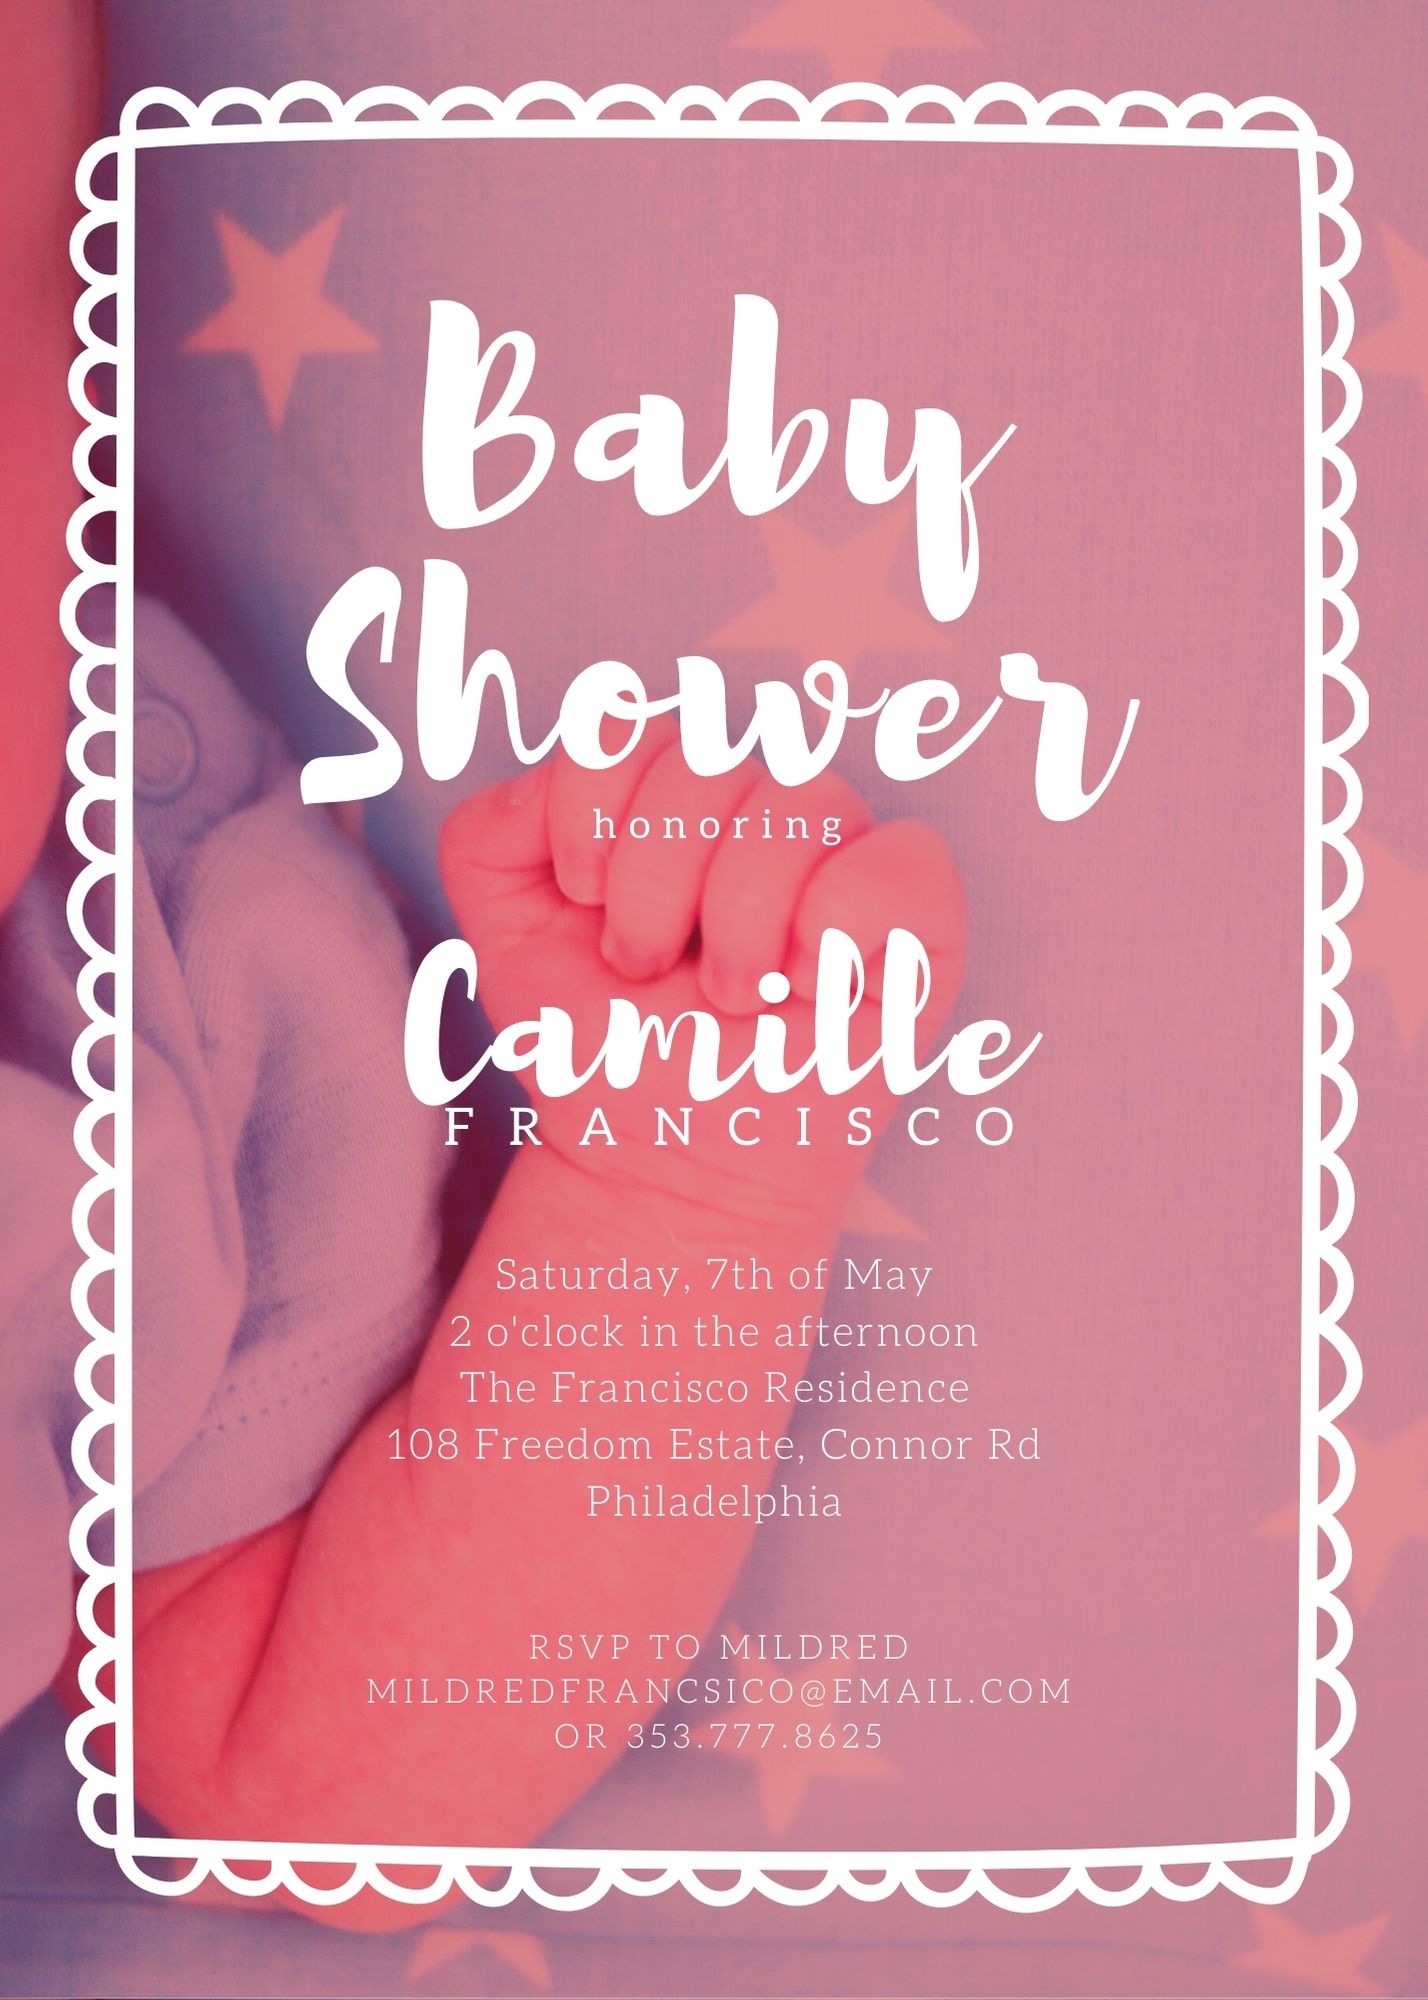 Baby
Shower
honoring
Camille
FRANCISCO
Saturday, 7th of May
2 o'clock in the afternoon
The Francisco Residence
108 Freedom Estate, Connor Rd
Philadelphia
RSVP TO MILDRED
MILDREDFRANCSICO@EMAIL.COM
OR 353.777.8625